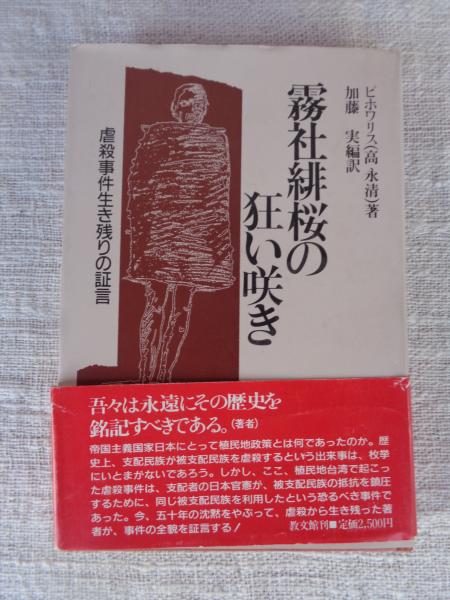 ピホワリス(高 永清)著
加藤 実編訳
霧社緋桜の
狂い咲き
虐殺事件生き残りの証言
吾々は永遠にその歴史を
銘記すべきである。(著者)
帝国主義国家日本にとって植民地政策とは何であったのか。歴
史上、支配民族が被支配民族を虐殺するという出来事は、枚挙
にいとまがないであろう。しかし、ここ、植民地台湾で起こっ
た虐殺事件は、支配者の日本官憲が、被支配民族の抵抗を鎮圧
するために、同じ被支配民族を利用したという恐るべき事件で
あった。今、五十年の沈黙をやぶって、虐殺から生き残った著
者が、事件の全貌を証言する!
教文館刊■定価2,500円